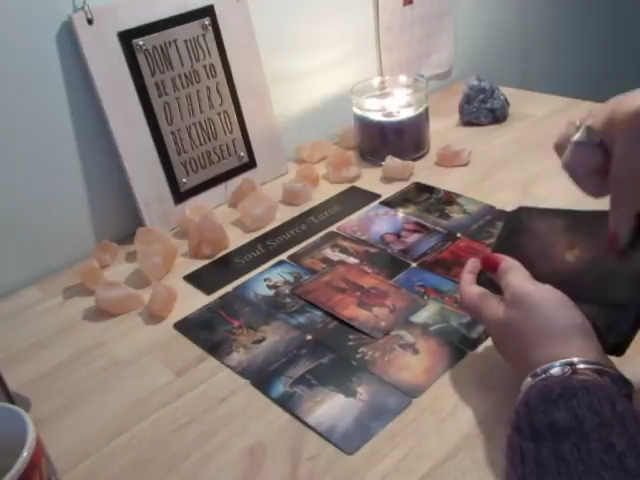 DON'T JUST
BE KIND TO
OTHERS
BE KIND TO
YOURSELF
Soul Source Tarot